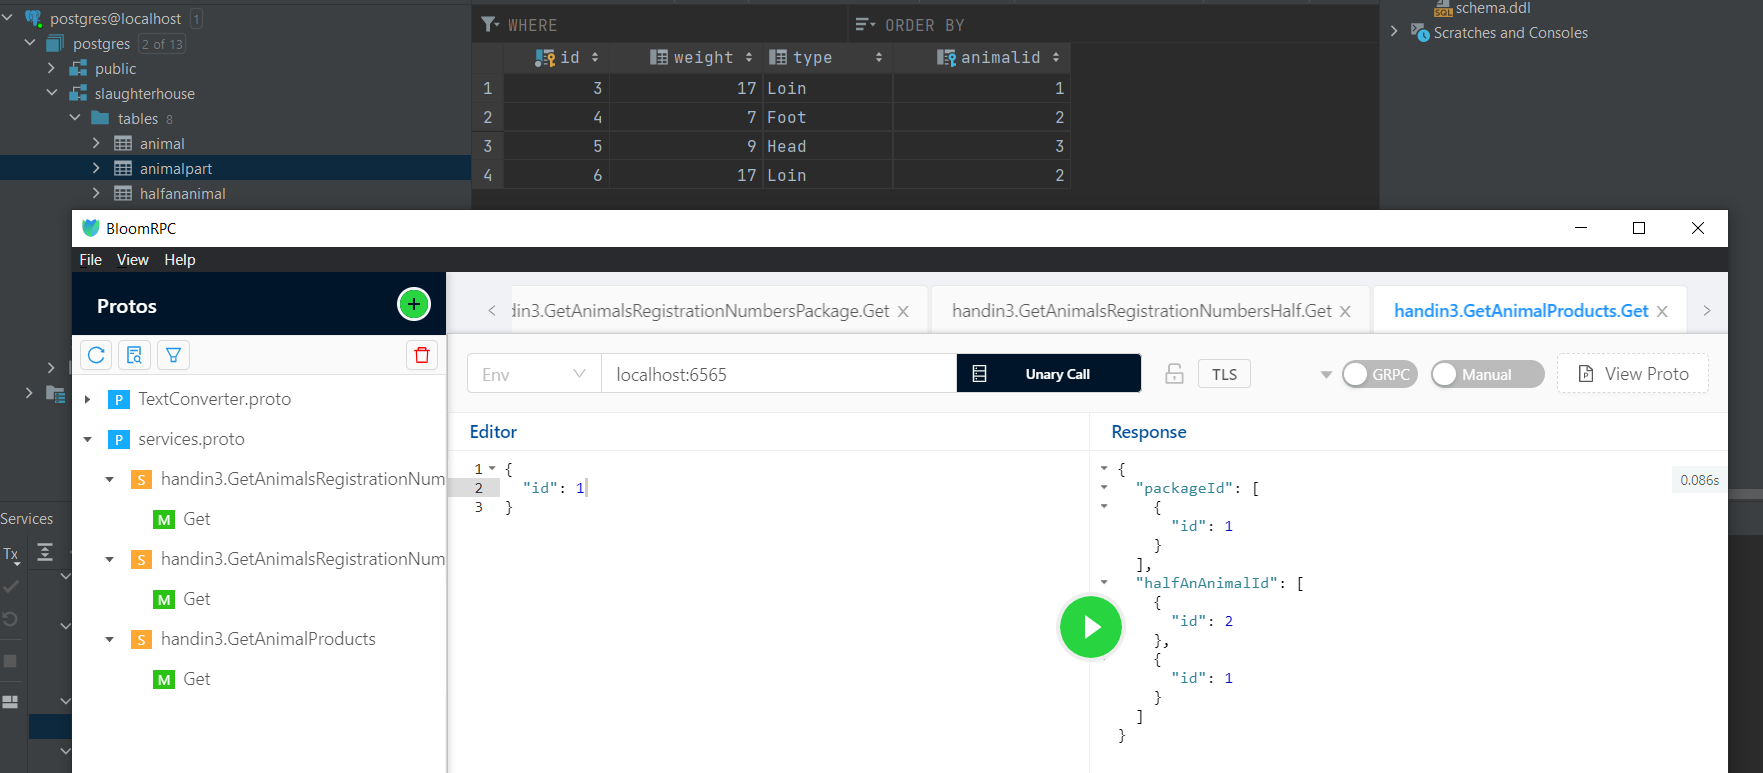 postgres@localhost 1
postgres 2 of 13
public
slaughterhouse
tables 8
animal
animalpart
halfananimal
WHERE
ORDER BY
id weight type animalid
1 3 17 Loin 1
2 4 7 Foot 2
3 5 9 Head 3
4 6 17 Loin 2
SQL schema.ddl
Scratches and Consoles
BloomRPC
File View Help
Protos
din3.GetAnimalsRegistrationNumbersPackage.Get
handin3.GetAnimalsRegistrationNumbersHalf.Get
handin3.GetAnimalProducts.Get
Env
localhost:6565
Unary Call
TLS
GRPC
Manual
View Proto
P TextConverter.proto
P services.proto
S handin3.GetAnimalsRegistrationNum
M Get
S handin3.GetAnimalsRegistrationNum
M Get
S handin3.GetAnimalProducts
M Get
Services
Tx
Editor
1 {
2 "id": 1
3 }
Response
0.086s
{
"packageId": [
{
"id": 1
}
],
"halfAnAnimalId": [
{
"id": 2
},
{
"id": 1
}
]
}